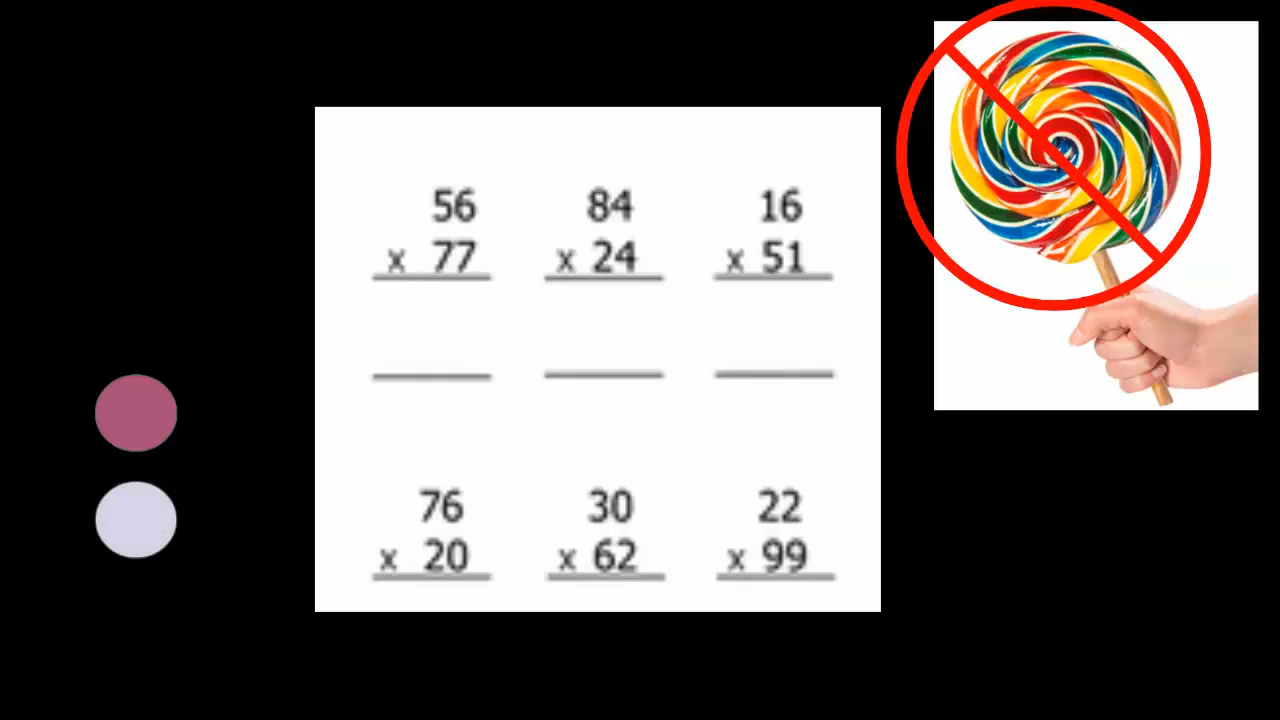 56 84 16
x 77 x 24 x 51
76 30 22
x 20 x 62 x 99